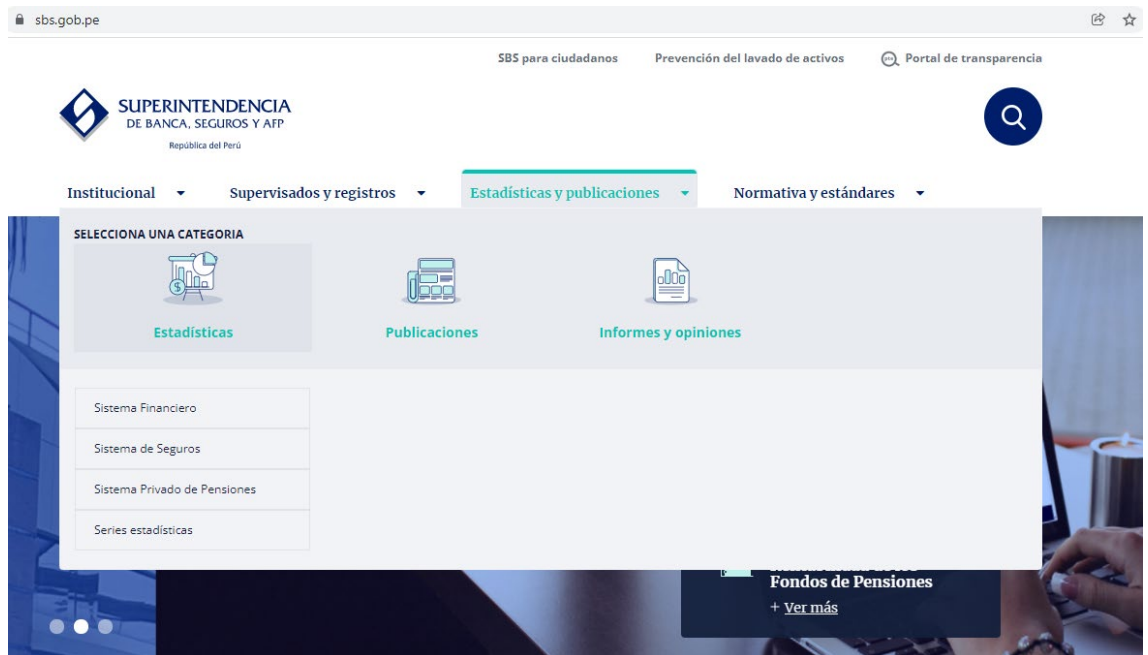 sbs.gob.pe
SBS para ciudadanos Prevención del lavado de activos Portal de transparencia
SUPERINTENDENCIA
DE BANCA, SEGUROS Y AFP
República del Perú
Institucional Supervisados y registros Estadísticas y publicaciones Normativa y estándares
SELECCIONA UNA CATEGORIA
Estadísticas Publicaciones Informes y opiniones
Sistema Financiero
Sistema de Seguros
Sistema Privado de Pensiones
Series estadísticas
Fondos de Pensiones
+ Ver más